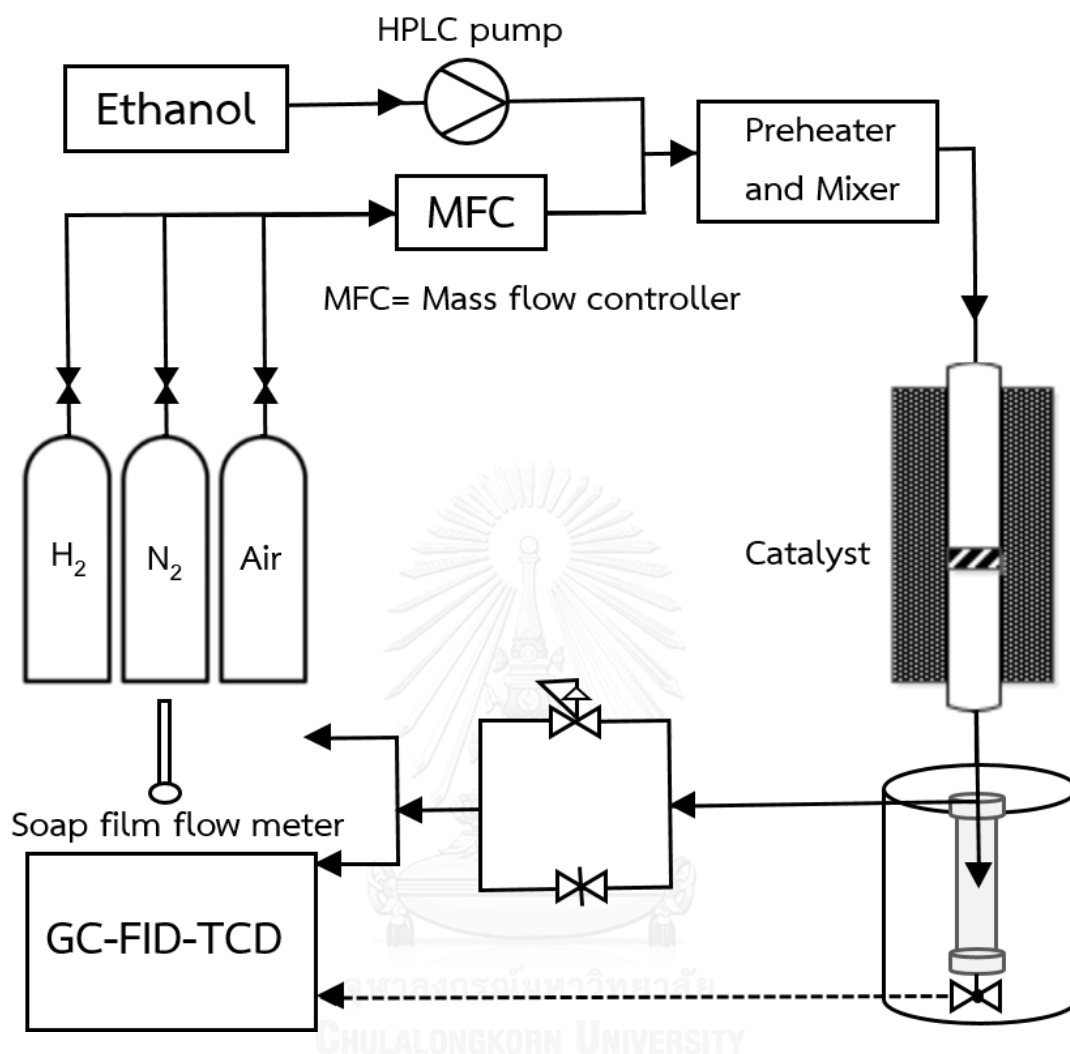 HPLC pump
Ethanol
Preheater
and Mixer
MFC
MFC= Mass flow controller
H₂
N₂
Air
Catalyst
Soap film flow meter
GC-FID-TCD
จุฬาลงกรณ์มหาวิทยาลัย
CHULALONGKORN UNIVERSITY